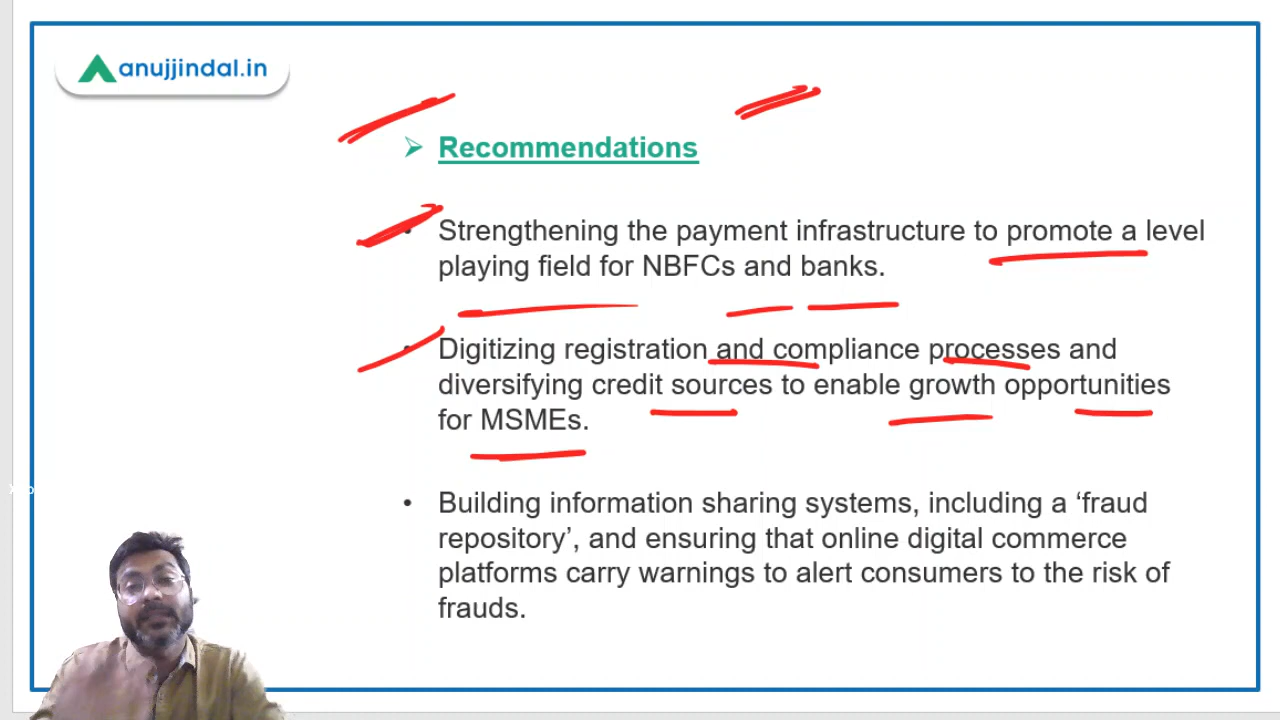 anujjindal.in
Recommendations
• Strengthening the payment infrastructure to promote a level
playing field for NBFCs and banks.
• Digitizing registration and compliance processes and
diversifying credit sources to enable growth opportunities
for MSMEs.
• Building information sharing systems, including a ‘fraud
repository’, and ensuring that online digital commerce
platforms carry warnings to alert consumers to the risk of
frauds.